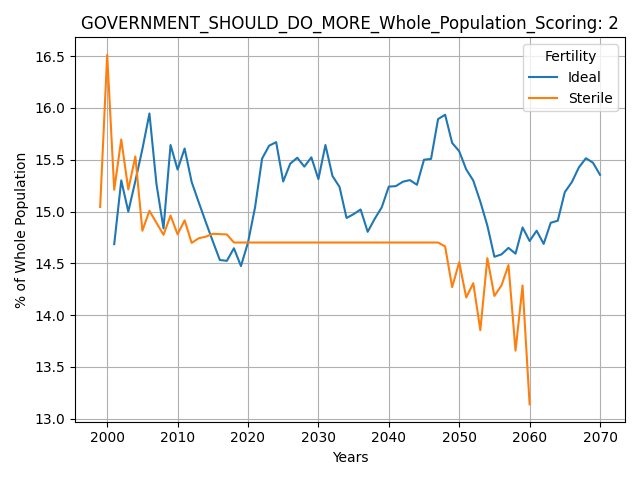 GOVERNMENT_SHOULD_DO_MORE_Whole_Population_Scoring: 2
Fertility
Ideal
Sterile
% of Whole Population
16.5
16.0
15.5
15.0
14.5
14.0
13.5
13.0
2000 2010 2020 2030 2040 2050 2060 2070
Years